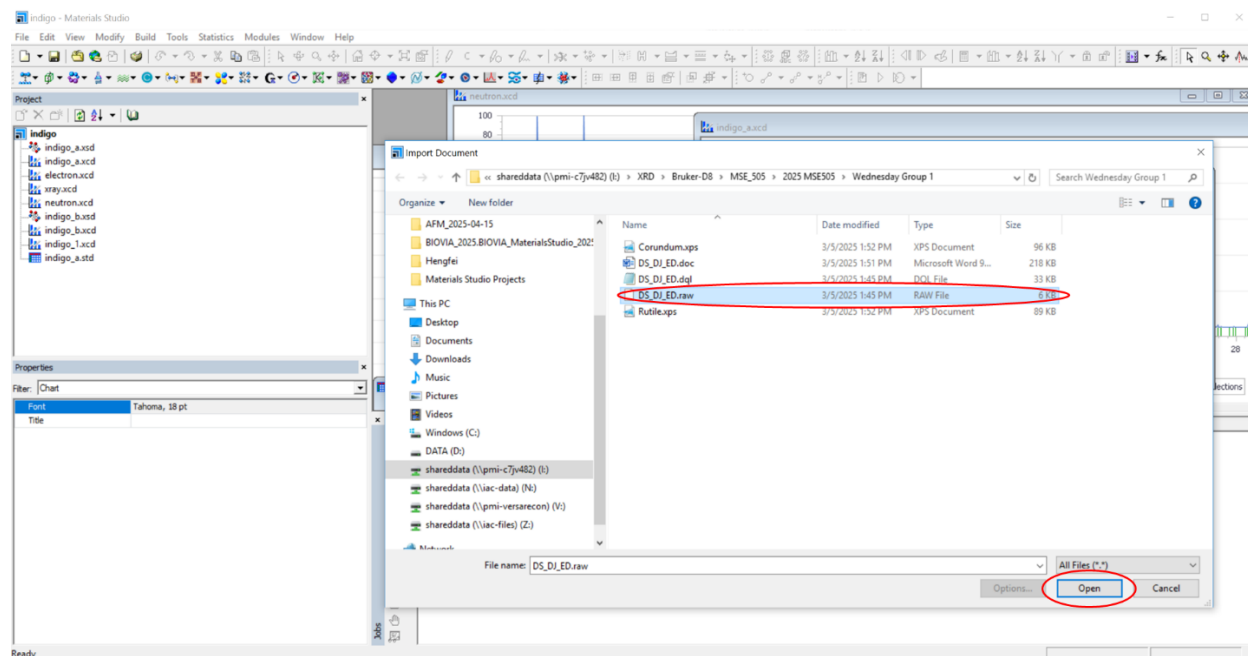 indigo - Materials Studio
File Edit View Modify Build Tools Statistics Modules Window Help
Project
indigo
indigo_a.xsd
indigo_a.xcd
electron.xcd
xray.xcd
neutron.xcd
indigo_b.xsd
indigo_b.xcd
indigo_1.xcd
indigo_a.std
Properties
Filter: Chart
Font Tahoma, 18 pt
Title
neutron.xcd
100
80
indigo_a.xcd
28
lections
Import Document
« shareddata (\\pmi-c7jv482) (I:) › XRD › Bruker-D8 › MSE_505 › 2025 MSE505 › Wednesday Group 1
Search Wednesday Group 1
Organize New folder
AFM_2025-04-15
BIOVIA_2025.BIOVIA_MaterialsStudio_202
Hengfei
Materials Studio Projects
This PC
Desktop
Documents
Downloads
Music
Pictures
Videos
Windows (C:)
DATA (D:)
shareddata (\\pmi-c7jv482) (I:)
shareddata (\\iac-data) (N:)
shareddata (\\pmi-versarecon) (V:)
shareddata (\\iac-files) (Z:)
Network
Name Date modified Type Size
Corundum.xps 3/5/2025 1:52 PM XPS Document 96 KB
DS_DJ_ED.doc 3/5/2025 1:51 PM Microsoft Word 9... 218 KB
DS_DJ_ED.dql 3/5/2025 1:45 PM DQL File 33 KB
DS_DJ_ED.raw 3/5/2025 1:45 PM RAW File 6 KB
Rutile.xps 3/5/2025 1:52 PM XPS Document 89 KB
File name: DS_DJ_ED.raw All Files (*.*)
Options... Open Cancel
Jobs
Ready